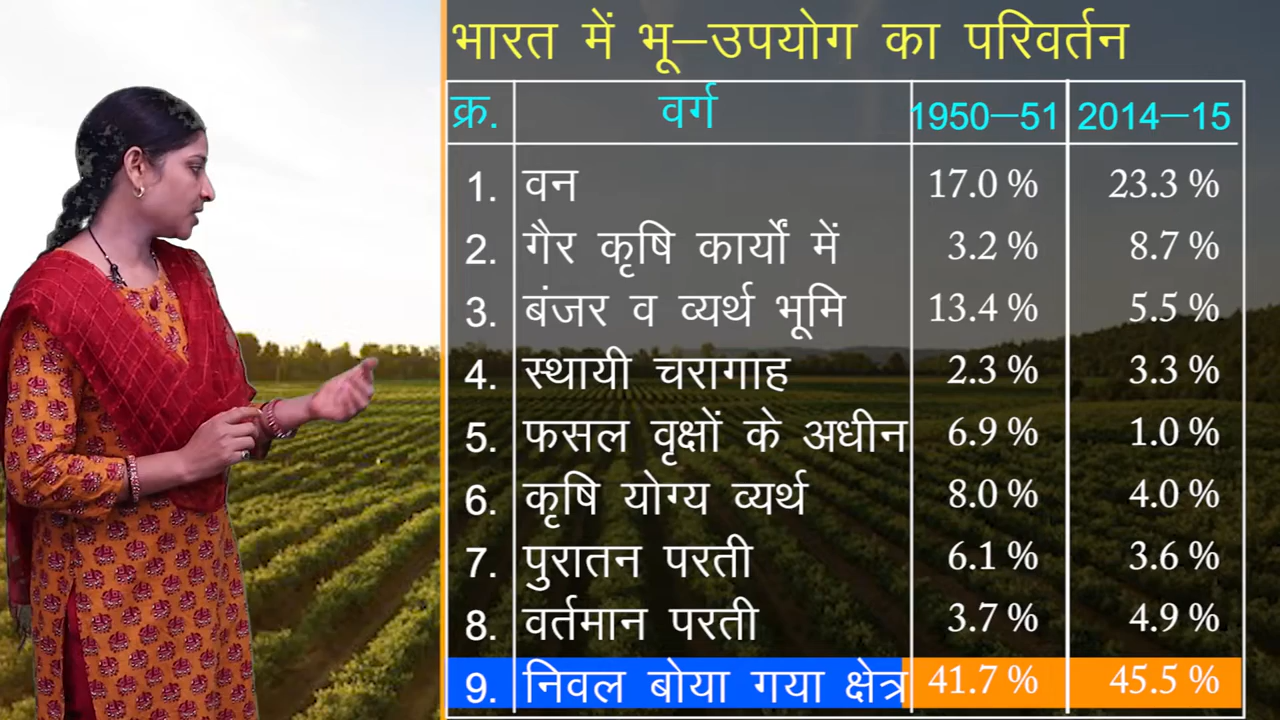 भारत में भू–उपयोग का परिवर्तन
क्र. वर्ग 1950–51 2014–15
1. वन 17.0 % 23.3 %
2. गैर कृषि कार्यों में 3.2 % 8.7 %
3. बंजर व व्यर्थ भूमि 13.4 % 5.5 %
4. स्थायी चरागाह 2.3 % 3.3 %
5. फसल वृक्षों के अधीन 6.9 % 1.0 %
6. कृषि योग्य व्यर्थ 8.0 % 4.0 %
7. पुरातन परती 6.1 % 3.6 %
8. वर्तमान परती 3.7 % 4.9 %
9. निवल बोया गया क्षेत्र 41.7 % 45.5 %